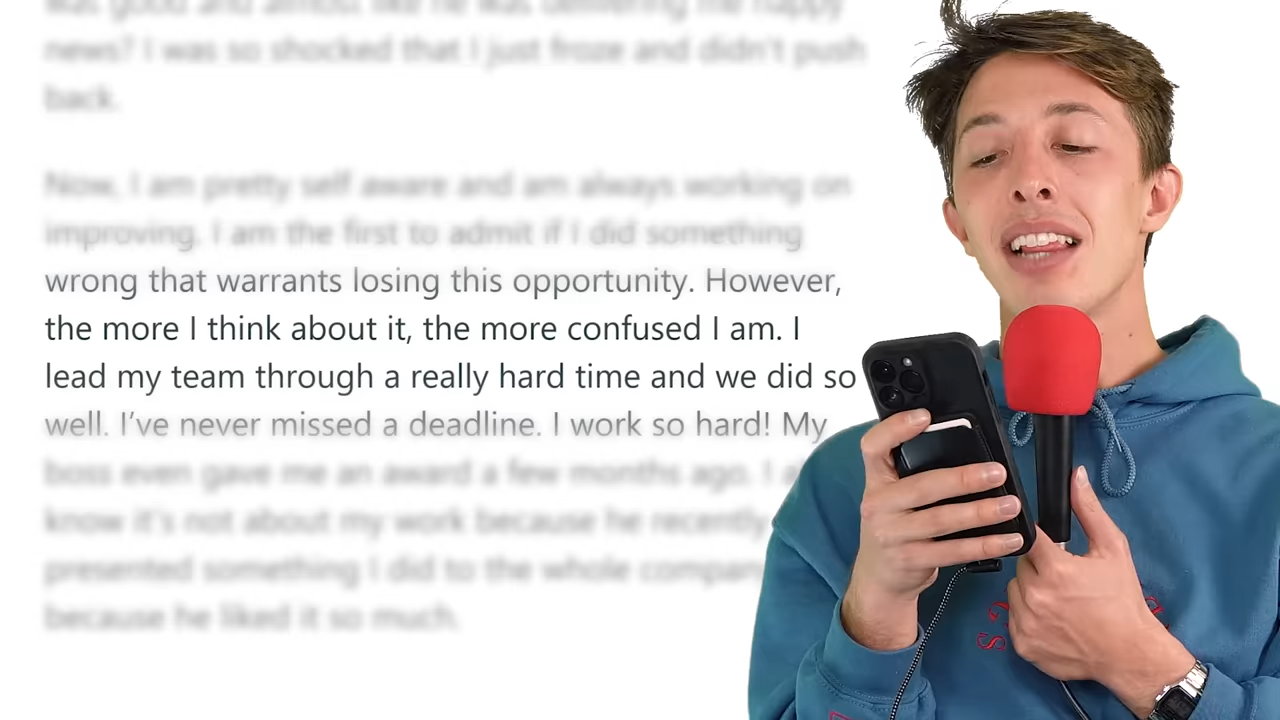 was good and almost like he was delivering me happy
news? I was so shocked that I just froze and didn't push
back.
Now, I am pretty self aware and am always working on
improving. I am the first to admit if I did something
wrong that warrants losing this opportunity. However,
the more I think about it, the more confused I am. I
lead my team through a really hard time and we did so
well. I’ve never missed a deadline. I work so hard! My
boss even gave me an award a few months ago. I
know it's not about my work because he recently
presented something I did to the whole company
because he liked it so much.